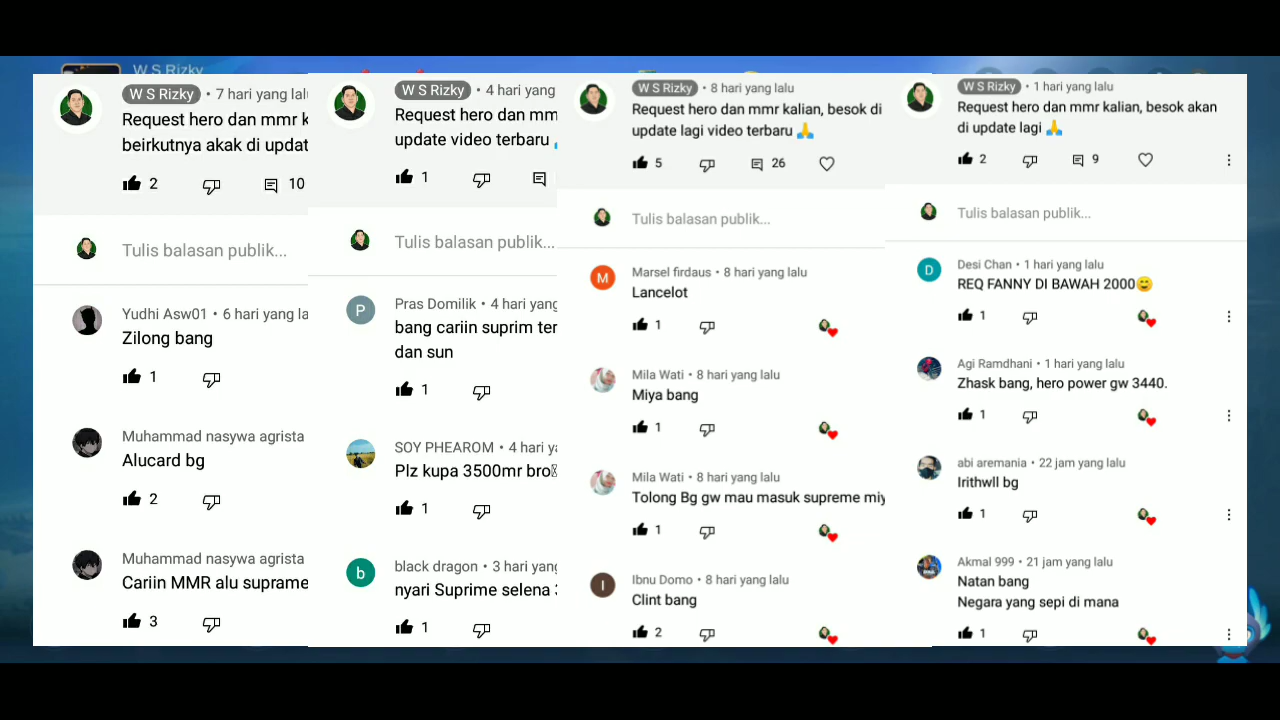 W S Rizky
W S Rizky • 7 hari yang lalu
Request hero dan mmr k
beirkutnya akak di updat
2
10
Tulis balasan publik...
Yudhi Asw01 • 6 hari yang la
Zilong bang
1
Muhammad nasywa agrista
Alucard bg
2
Muhammad nasywa agrista
Cariin MMR alu suprame
3
W S Rizky • 4 hari yang
Request hero dan mm
update video terbaru
1
Tulis balasan publik...
P
Pras Domilik • 4 hari yang
bang cariin suprim ter
dan sun
1
SOY PHEAROM • 4 hari ya
Plz kupa 3500mr bro
1
b
black dragon • 3 hari yang
nyari Suprime selena
1
W S Rizky • 8 hari yang lalu
Request hero dan mmr kalian, besok di
update lagi video terbaru 🙏
5
26
Tulis balasan publik...
M
Marsel firdaus • 8 hari yang lalu
Lancelot
1
Mila Wati • 8 hari yang lalu
Miya bang
1
Mila Wati • 8 hari yang lalu
Tolong Bg gw mau masuk supreme miy
1
I
Ibnu Domo • 8 hari yang lalu
Clint bang
2
W S Rizky • 1 hari yang lalu
Request hero dan mmr kalian, besok akan
di update lagi 🙏
2
9
Tulis balasan publik...
D
Desi Chan • 1 hari yang lalu
REQ FANNY DI BAWAH 2000😊
1
Agi Ramdhani • 1 hari yang lalu
Zhask bang, hero power gw 3440.
1
abi aremania • 22 jam yang lalu
Irithwll bg
1
Akmal 999 • 21 jam yang lalu
Natan bang
Negara yang sepi di mana
1